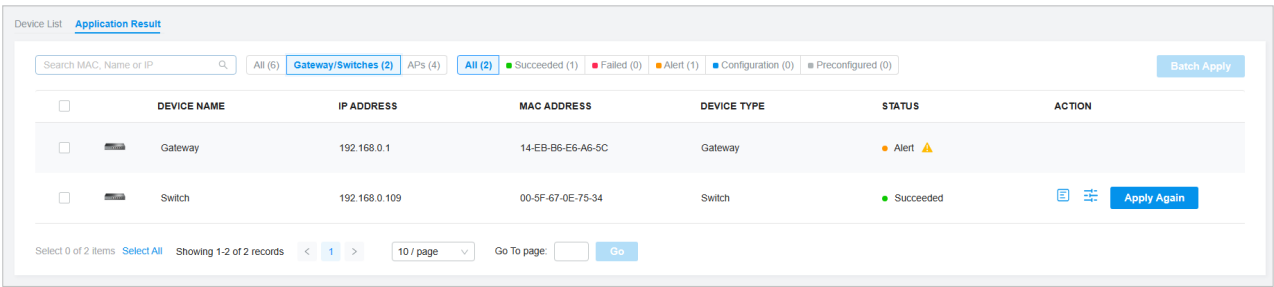 Device List Application Result
Search MAC, Name or IP All (6) Gateway/Switches (2) APs (4) All (2) Succeeded (1) Failed (0) Alert (1) Configuration (0) Preconfigured (0) Batch Apply
DEVICE NAME IP ADDRESS MAC ADDRESS DEVICE TYPE STATUS ACTION
Gateway 192.168.0.1 14-EB-B6-E6-A6-5C Gateway Alert
Switch 192.168.0.109 00-5F-67-0E-75-34 Switch Succeeded Apply Again
Select 0 of 2 items Select All Showing 1-2 of 2 records < 1 > 10 / page Go To page: Go